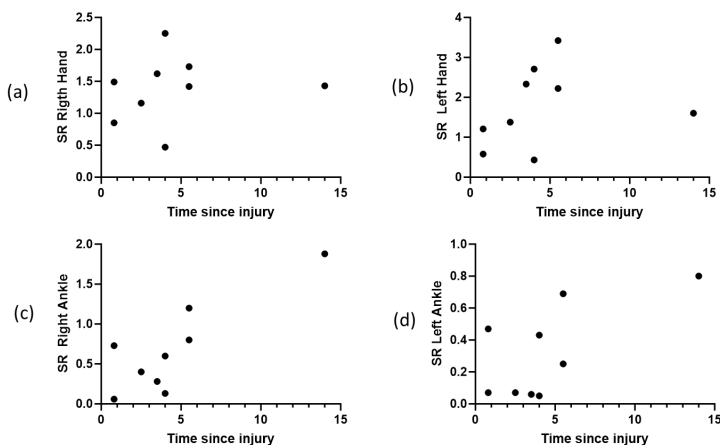 (a)
SR Rigth Hand
2.5
2.0
1.5
1.0
0.5
0.0
0 5 10 15
Time since injury
(b)
SR Left Hand
4
3
2
1
0
0 5 10 15
Time since injury
(c)
SR Right Ankle
2.0
1.5
1.0
0.5
0.0
0 5 10 15
Time since injury
(d)
SR Left Ankle
1.0
0.8
0.6
0.4
0.2
0.0
0 5 10 15
Time since injury